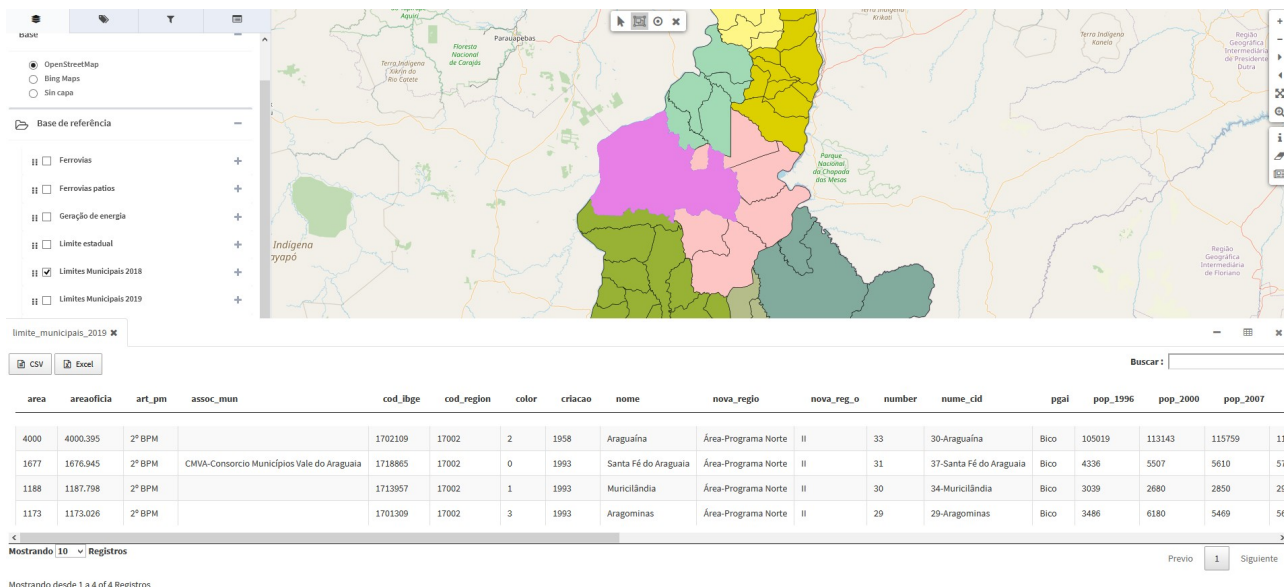 Base
OpenStreetMap
Bing Maps
Sin capa
Base de referência
Ferrovias
Ferrovias patios
Geração de energia
Limite estadual
Limites Municipais 2018
Limites Municipais 2019
Parauapebas
Floresta
Nacional
de Carajás
Terra Indígena
Xikrin do
Rio Catete
Terra Indígena
Krikati
Terra Indígena
Kanela
Região
Geográfica
Intermediária
de Presidente
Dutra
Parque
Nacional
da Chapada
das Mesas
Indígena
Região
Geográfica
Intermediária
de Floriano
limite_municipais_2019
CSV Excel
Buscar :
area areaoficia art_pm assoc_mun cod_ibge cod_region color criacao nome nova_regio nova_reg_o number nume_cid pgai pop_1996 pop_2000 pop_2007
4000 4000.395 2º BPM 1702109 17002 2 1958 Araguaína Área-Programa Norte II 33 30-Araguaína Bico 105019 113143 115759
1677 1676.945 2º BPM CMVA-Consorcio Municípios Vale do Araguaia 1718865 17002 0 1993 Santa Fé do Araguaia Área-Programa Norte II 31 37-Santa Fé do Araguaia Bico 4336 5507 5610
1188 1187.798 2º BPM 1713957 17002 1 1993 Muricilândia Área-Programa Norte II 30 34-Muricilândia Bico 3039 2680 2850
1173 1173.026 2º BPM 1701309 17002 3 1993 Aragominas Área-Programa Norte II 29 29-Aragominas Bico 3486 6180 5469
Mostrando 10 Registros
Previo 1 Siguiente
Mostrando desde 1 a 4 of 4 Registros